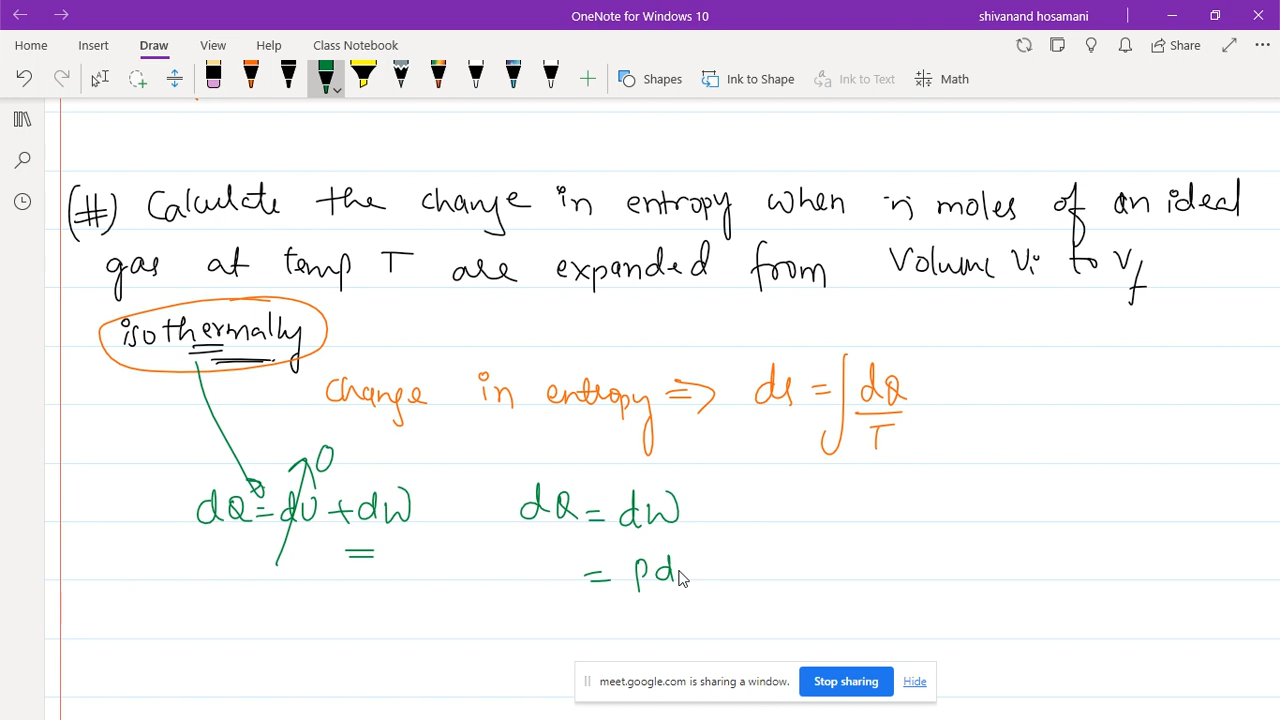 OneNote for Windows 10
shivanand hosamani
Home Insert Draw View Help Class Notebook
Share
Shapes Ink to Shape Ink to Text Math
(#) Calculate the change in entropy when n moles of an ideal
gas at temp T are expanded from Volume Vi to Vf
isothermally
change in entropy => ds = ∫ dQ/T
0
dQ = dU + dW dQ = dW
= pd
meet.google.com is sharing a window. Stop sharing Hide